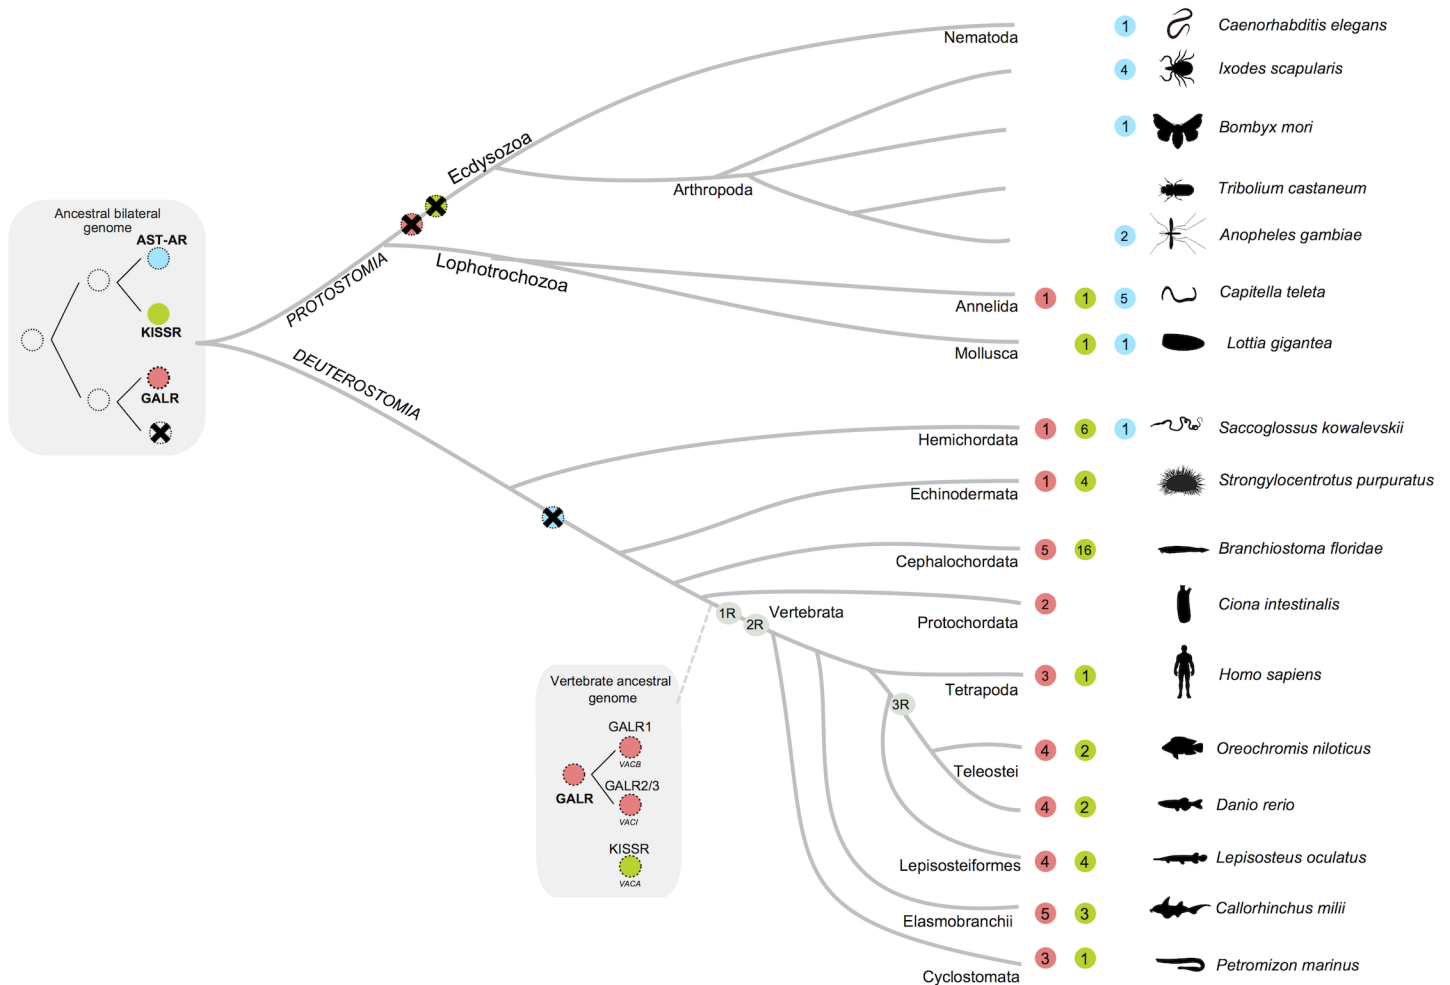 Ancestral bilateral
genome
AST-AR
KISSR
GALR
PROTOSTOMIA
DEUTEROSTOMIA
Ecdysozoa
Lophotrochozoa
Nematoda
1
Caenorhabditis elegans
4
Ixodes scapularis
1
Bombyx mori
Arthropoda
Tribolium castaneum
2
Anopheles gambiae
Annelida
1 1 5
Capitella teleta
Mollusca
1 1
Lottia gigantea
Hemichordata
1 6 1
Saccoglossus kowalevskii
Echinodermata
1 4
Strongylocentrotus purpuratus
Cephalochordata
5 16
Branchiostoma floridae
Protochordata
2
Ciona intestinalis
1R
2R
Vertebrata
Tetrapoda
3 1
Homo sapiens
3R
Teleostei
4 2
Oreochromis niloticus
4 2
Danio rerio
Lepisosteiformes
4 4
Lepisosteus oculatus
Elasmobranchii
5 3
Callorhinchus milii
Cyclostomata
3 1
Petromizon marinus
Vertebrate ancestral
genome
GALR1
VACB
GALR
GALR2/3
VACI
KISSR
VACA